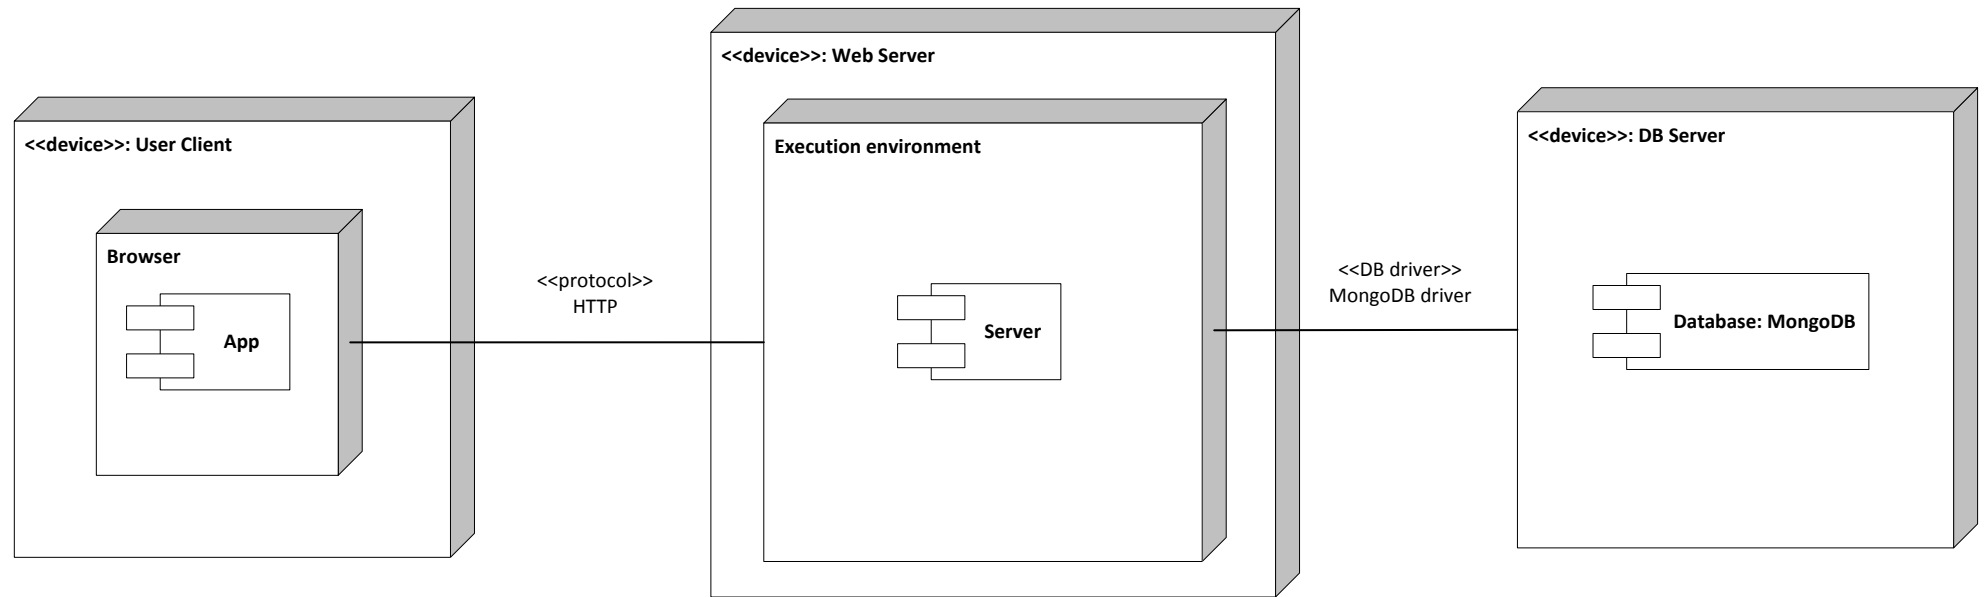 <<device>>: User Client
Browser
App
<<protocol>>
HTTP
<<device>>: Web Server
Execution environment
Server
<<DB driver>>
MongoDB driver
<<device>>: DB Server
Database: MongoDB